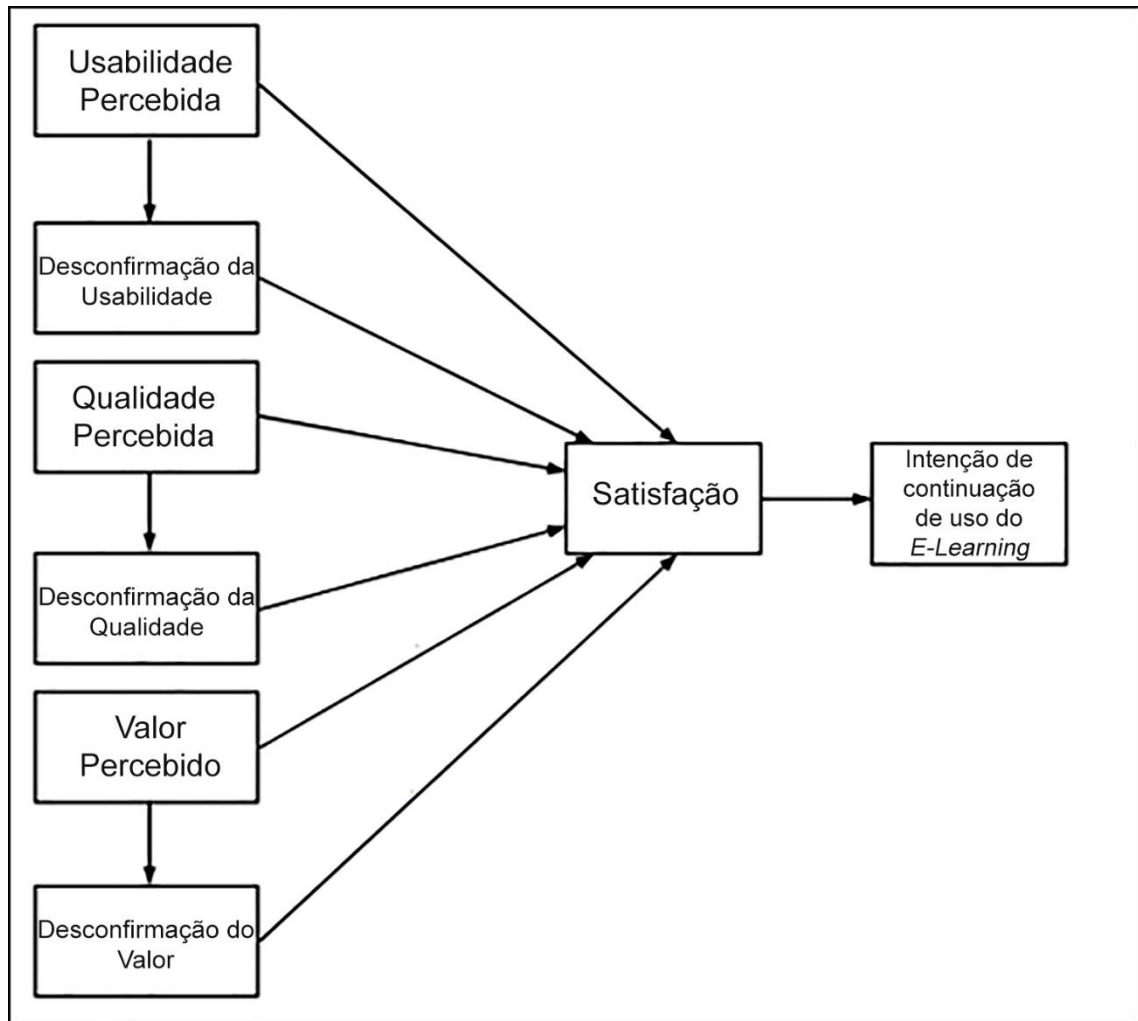 Usabilidade
Percebida
Desconfirmação da
Usabilidade
Qualidade
Percebida
Desconfirmação da
Qualidade
Valor
Percebido
Desconfirmação do
Valor
Satisfação
Intenção de
continuação
de uso do
E-Learning